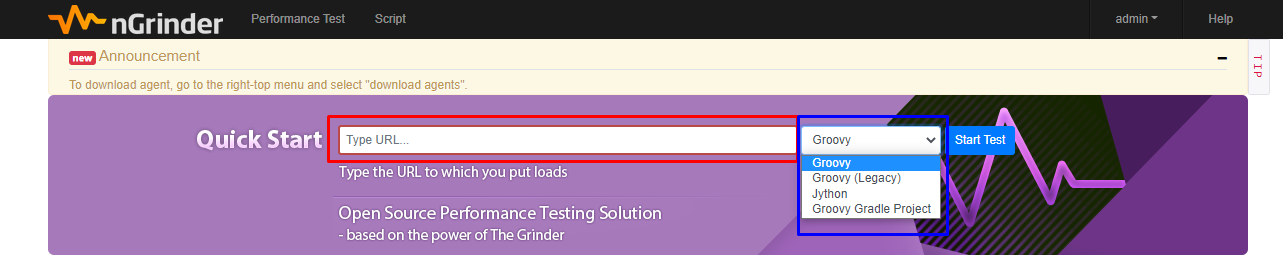 nGrinder Performance Test Script admin Help
new Announcement
To download agent, go to the right-top menu and select "download agents".
TIP
Quick Start Type URL... Groovy Start Test
Groovy
Groovy (Legacy)
Jython
Groovy Gradle Project
Type the URL to which you put loads
Open Source Performance Testing Solution
- based on the power of The Grinder